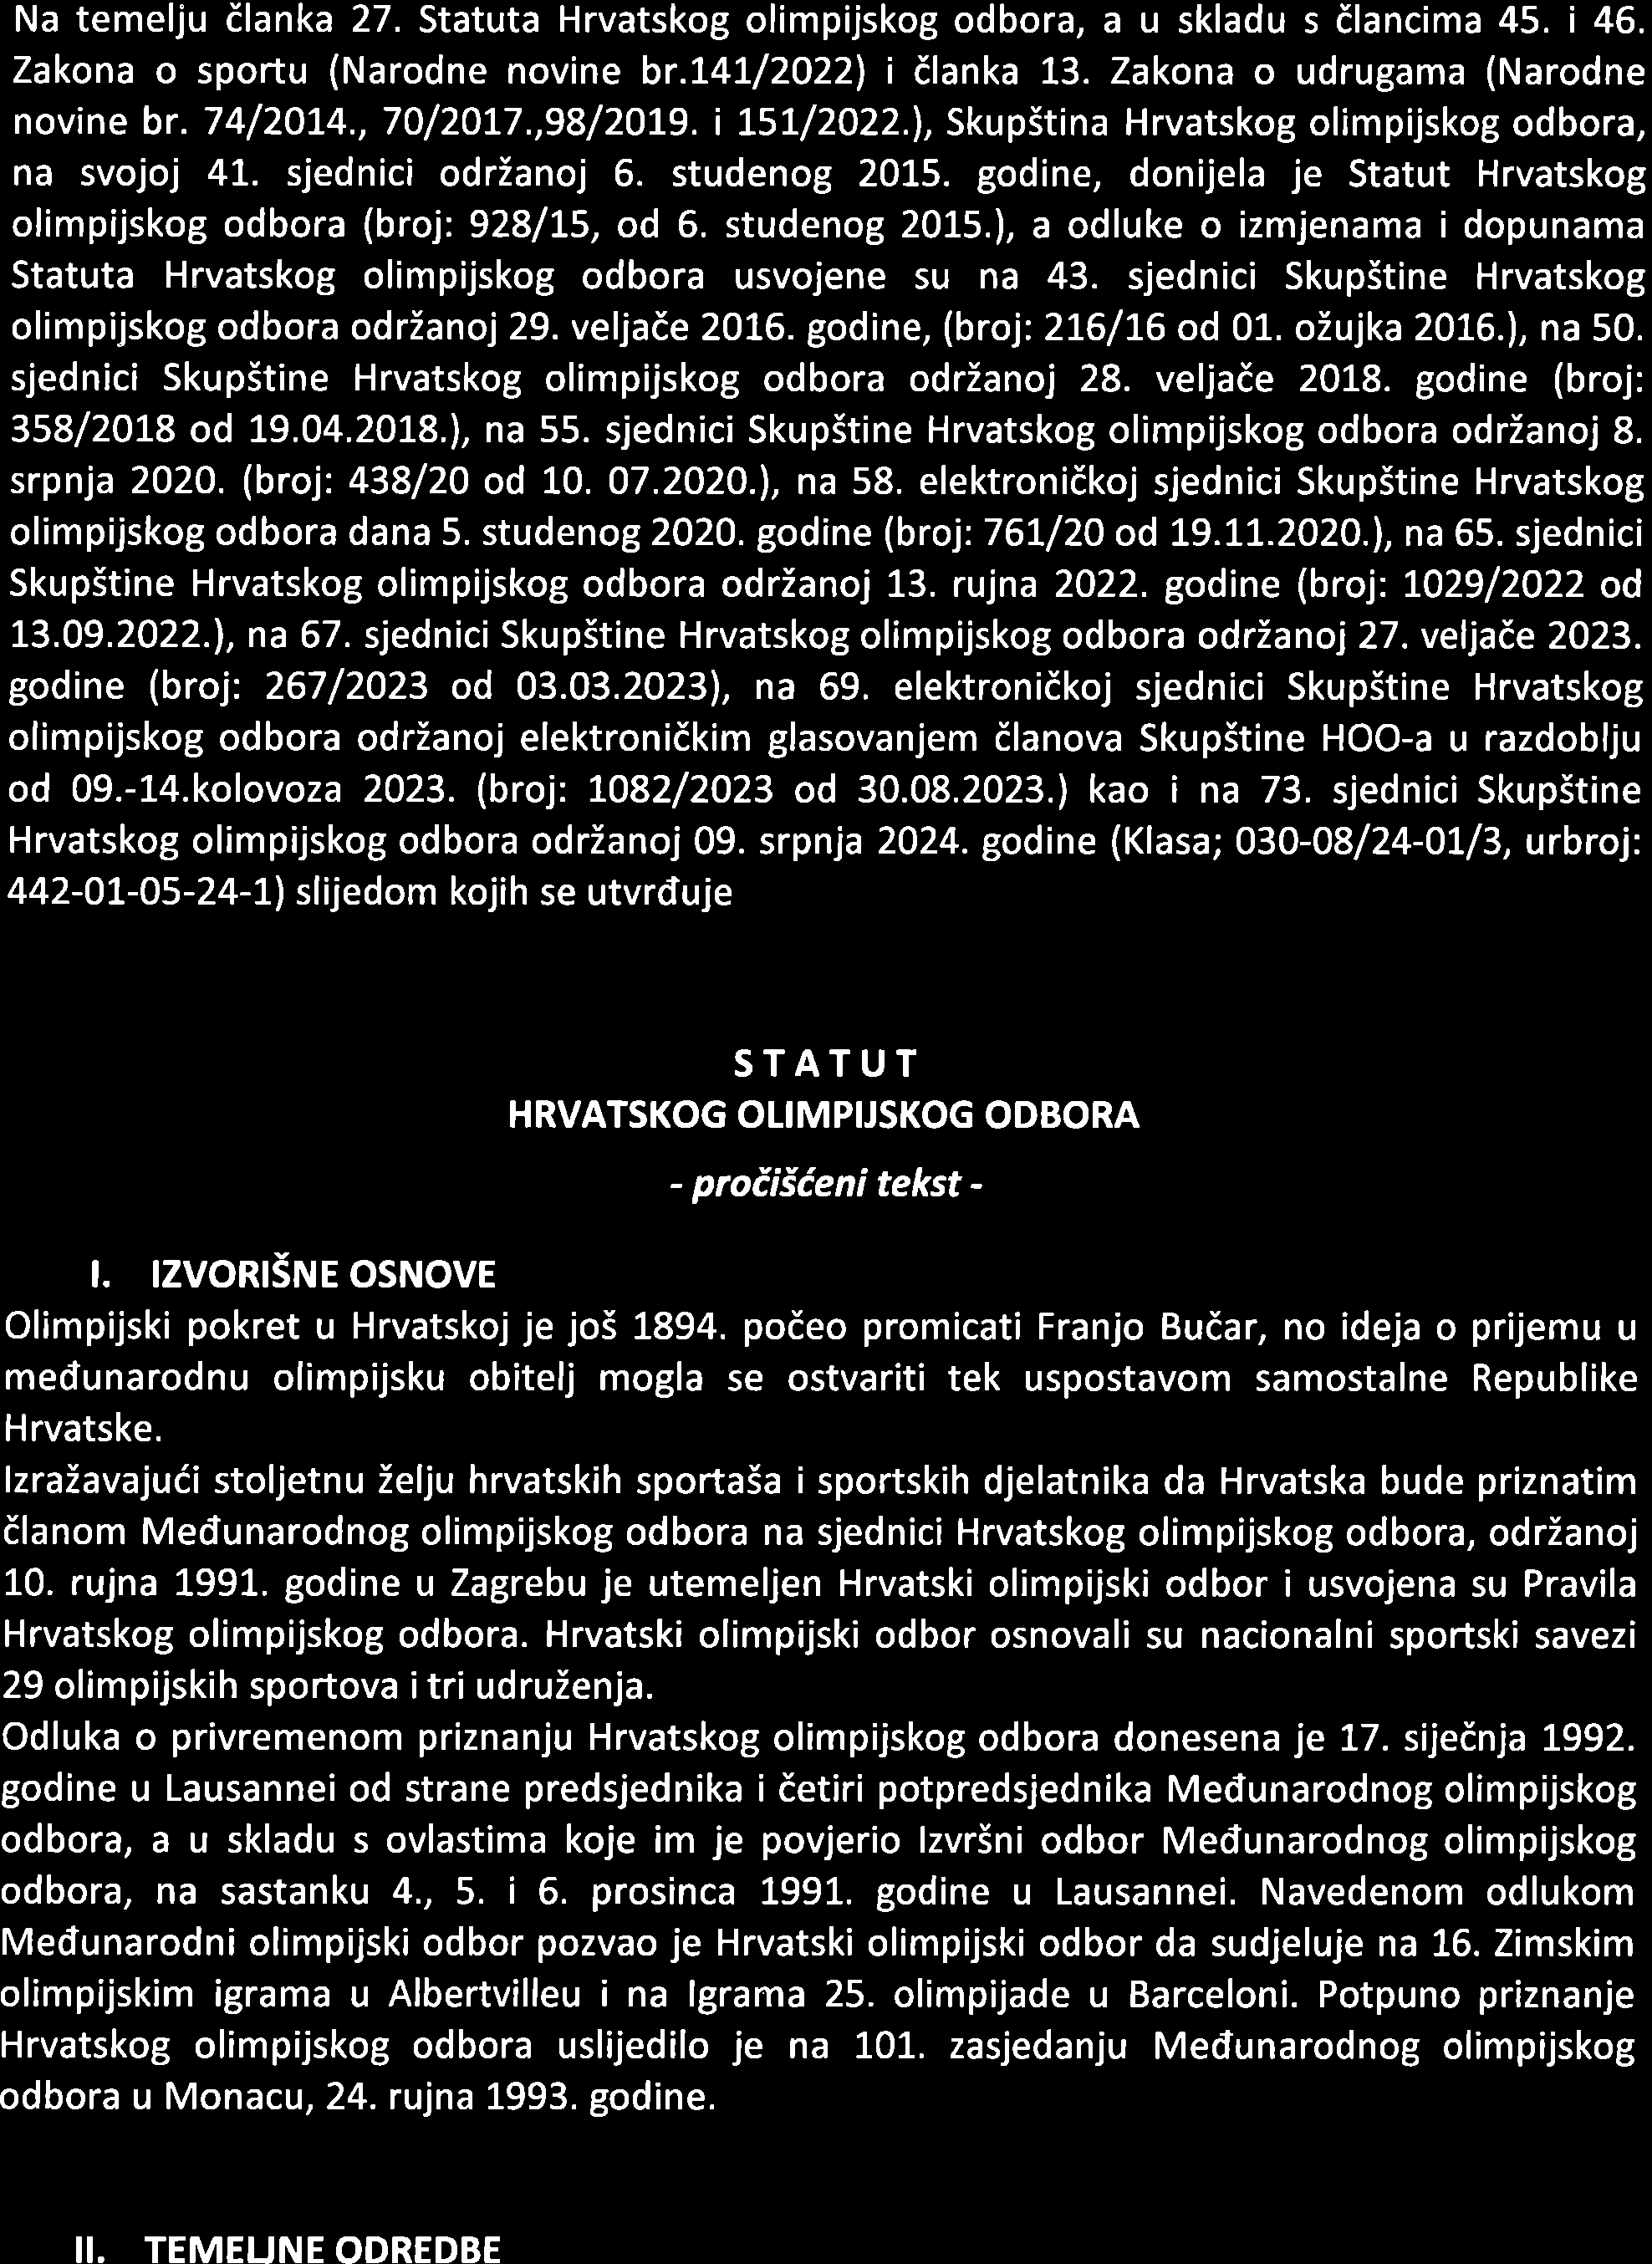 Na temelju članka 27. Statuta Hrvatskog olimpijskog odbora, a u skladu s člancima 45. i 46.
Zakona o sportu (Narodne novine br.141/2022) i članka 13. Zakona o udrugama (Narodne
novine br. 74/2014., 70/2017.,98/2019. i 151/2022.), Skupština Hrvatskog olimpijskog odbora,
na svojoj 41. sjednici održanoj 6. studenog 2015. godine, donijela je Statut Hrvatskog
olimpijskog odbora (broj: 928/15, od 6. studenog 2015.), a odluke o izmjenama i dopunama
Statuta Hrvatskog olimpijskog odbora usvojene su na 43. sjednici Skupštine Hrvatskog
olimpijskog odbora održanoj 29. veljače 2016. godine, (broj: 216/16 od 01. ožujka 2016.), na 50.
sjednici Skupštine Hrvatskog olimpijskog odbora održanoj 28. veljače 2018. godine (broj:
358/2018 od 19.04.2018.), na 55. sjednici Skupštine Hrvatskog olimpijskog odbora održanoj 8.
srpnja 2020. (broj: 438/20 od 10. 07.2020.), na 58. elektroničkoj sjednici Skupštine Hrvatskog
olimpijskog odbora dana 5. studenog 2020. godine (broj: 761/20 od 19.11.2020.), na 65. sjednici
Skupštine Hrvatskog olimpijskog odbora održanoj 13. rujna 2022. godine (broj: 1029/2022 od
13.09.2022.), na 67. sjednici Skupštine Hrvatskog olimpijskog odbora održanoj 27. veljače 2023.
godine (broj: 267/2023 od 03.03.2023), na 69. elektroničkoj sjednici Skupštine Hrvatskog
olimpijskog odbora održanoj elektroničkim glasovanjem članova Skupštine HOO-a u razdoblju
od 09.-14.kolovoza 2023. (broj: 1082/2023 od 30.08.2023.) kao i na 73. sjednici Skupštine
Hrvatskog olimpijskog odbora održanoj 09. srpnja 2024. godine (Klasa; 030-08/24-01/3, urbroj:
442-01-05-24-1) slijedom kojih se utvrđuje
S T A T U T
HRVATSKOG OLIMPIJSKOG ODBORA
- pročišćeni tekst -
I. IZVORIŠNE OSNOVE
Olimpijski pokret u Hrvatskoj je još 1894. počeo promicati Franjo Bučar, no ideja o prijemu u
međunarodnu olimpijsku obitelj mogla se ostvariti tek uspostavom samostalne Republike
Hrvatske.
Izražavajući stoljetnu želju hrvatskih sportaša i sportskih djelatnika da Hrvatska bude priznatim
članom Međunarodnog olimpijskog odbora na sjednici Hrvatskog olimpijskog odbora, održanoj
10. rujna 1991. godine u Zagrebu je utemeljen Hrvatski olimpijski odbor i usvojena su Pravila
Hrvatskog olimpijskog odbora. Hrvatski olimpijski odbor osnovali su nacionalni sportski savezi
29 olimpijskih sportova i tri udruženja.
Odluka o privremenom priznanju Hrvatskog olimpijskog odbora donesena je 17. siječnja 1992.
godine u Lausannei od strane predsjednika i četiri potpredsjednika Međunarodnog olimpijskog
odbora, a u skladu s ovlastima koje im je povjerio Izvršni odbor Međunarodnog olimpijskog
odbora, na sastanku 4., 5. i 6. prosinca 1991. godine u Lausannei. Navedenom odlukom
Međunarodni olimpijski odbor pozvao je Hrvatski olimpijski odbor da sudjeluje na 16. Zimskim
olimpijskim igrama u Albertvilleu i na Igrama 25. olimpijade u Barceloni. Potpuno priznanje
Hrvatskog olimpijskog odbora uslijedilo je na 101. zasjedanju Međunarodnog olimpijskog
odbora u Monacu, 24. rujna 1993. godine.
II. TEMELJNE ODREDBE